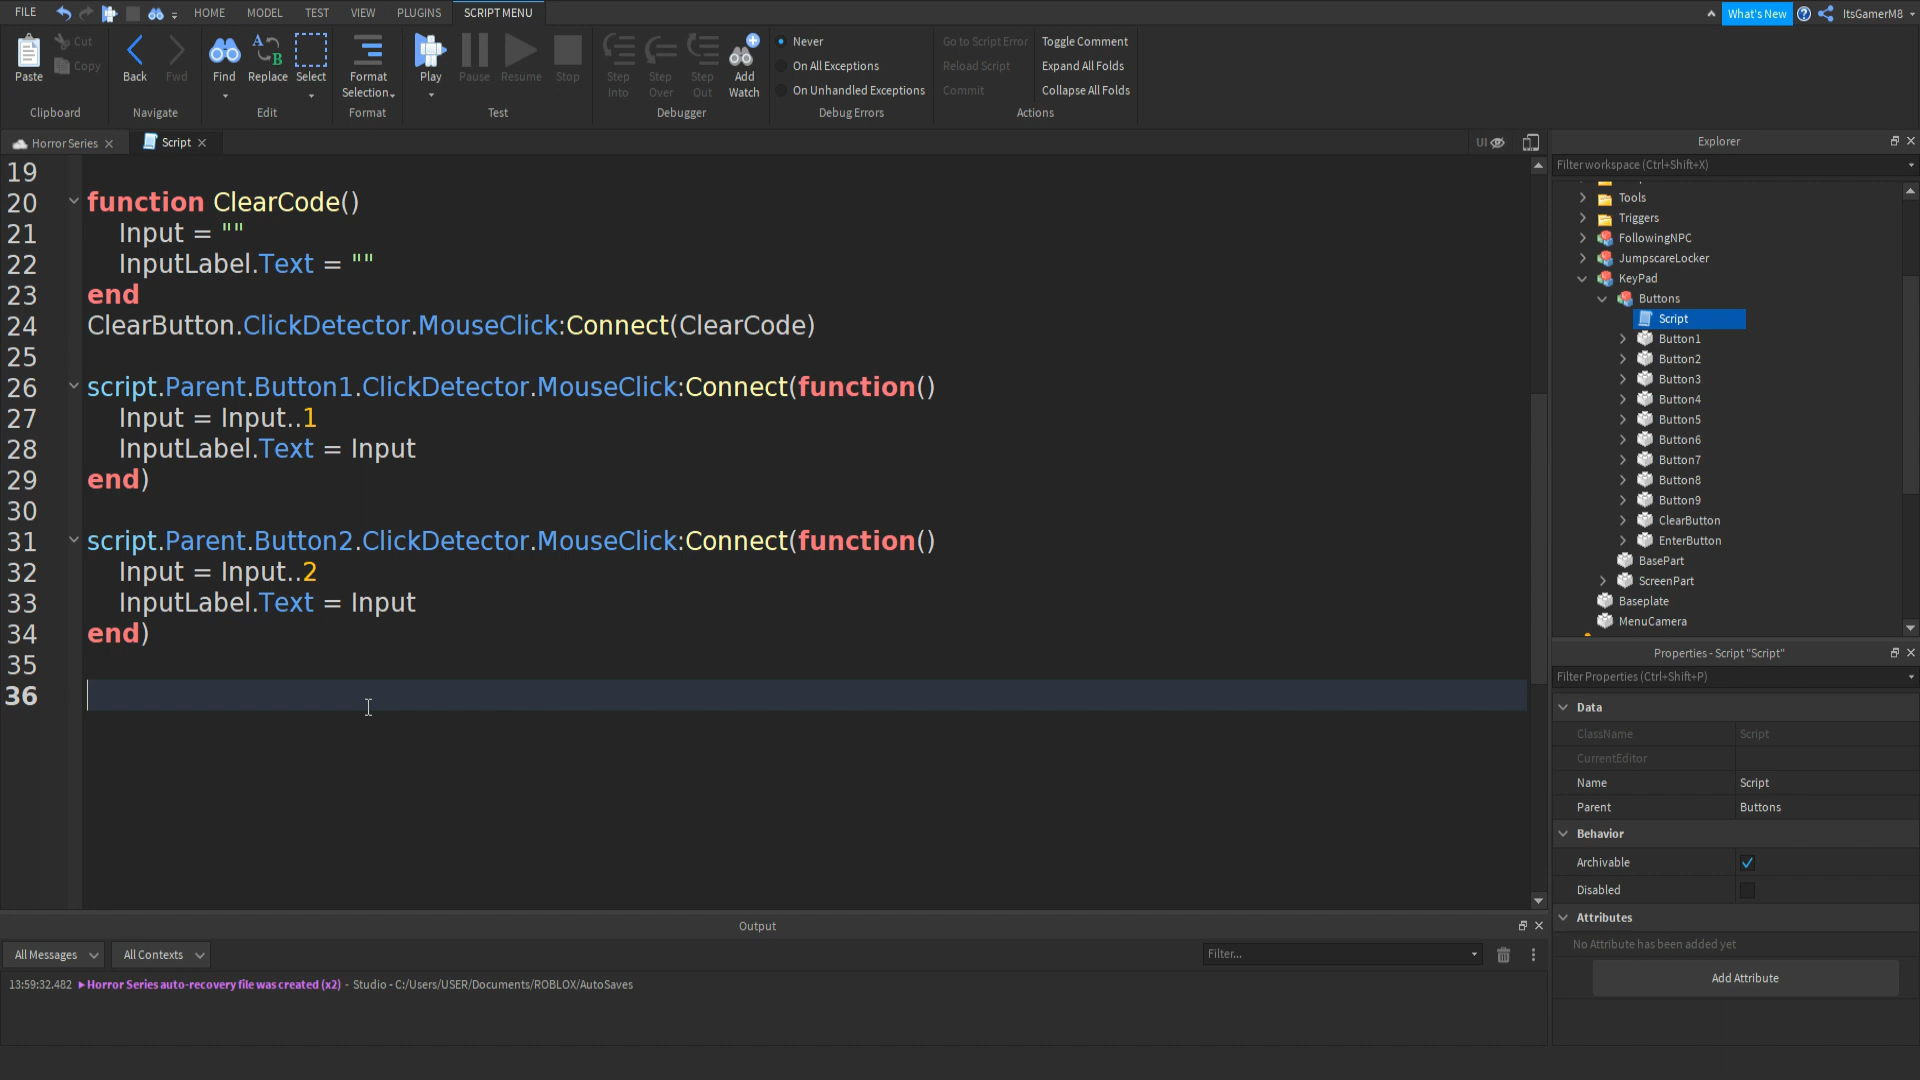 FILE HOME MODEL TEST VIEW PLUGINS SCRIPT MENU What's New ItsGamerM8
Paste Cut Copy Clipboard
Back Fwd Navigate
Find Replace Select Edit
Format Selection Format
Play Pause Resume Stop Test
Step Into Step Over Step Out Add Watch Debugger
Never
On All Exceptions
On Unhandled Exceptions
Debug Errors
Go to Script Error Toggle Comment
Reload Script Expand All Folds
Commit Collapse All Folds
Actions
Horror Series Script UI
19
20 function ClearCode()
21 Input = ""
22 InputLabel.Text = ""
23 end
24 ClearButton.ClickDetector.MouseClick:Connect(ClearCode)
25
26 script.Parent.Button1.ClickDetector.MouseClick:Connect(function()
27 Input = Input..1
28 InputLabel.Text = Input
29 end)
30
31 script.Parent.Button2.ClickDetector.MouseClick:Connect(function()
32 Input = Input..2
33 InputLabel.Text = Input
34 end)
35
36
Explorer
Filter workspace (Ctrl+Shift+X)
Tools
Triggers
FollowingNPC
JumpscareLocker
KeyPad
Buttons
Script
Button1
Button2
Button3
Button4
Button5
Button6
Button7
Button8
Button9
ClearButton
EnterButton
BasePart
ScreenPart
Baseplate
MenuCamera
Properties - Script "Script"
Filter Properties (Ctrl+Shift+P)
Data
ClassName Script
CurrentEditor
Name Script
Parent Buttons
Behavior
Archivable
Disabled
Attributes
No Attribute has been added yet
Add Attribute
Output
All Messages All Contexts Filter...
13:59:32.482 Horror Series auto-recovery file was created (x2) - Studio - C:/Users/USER/Documents/ROBLOX/AutoSaves